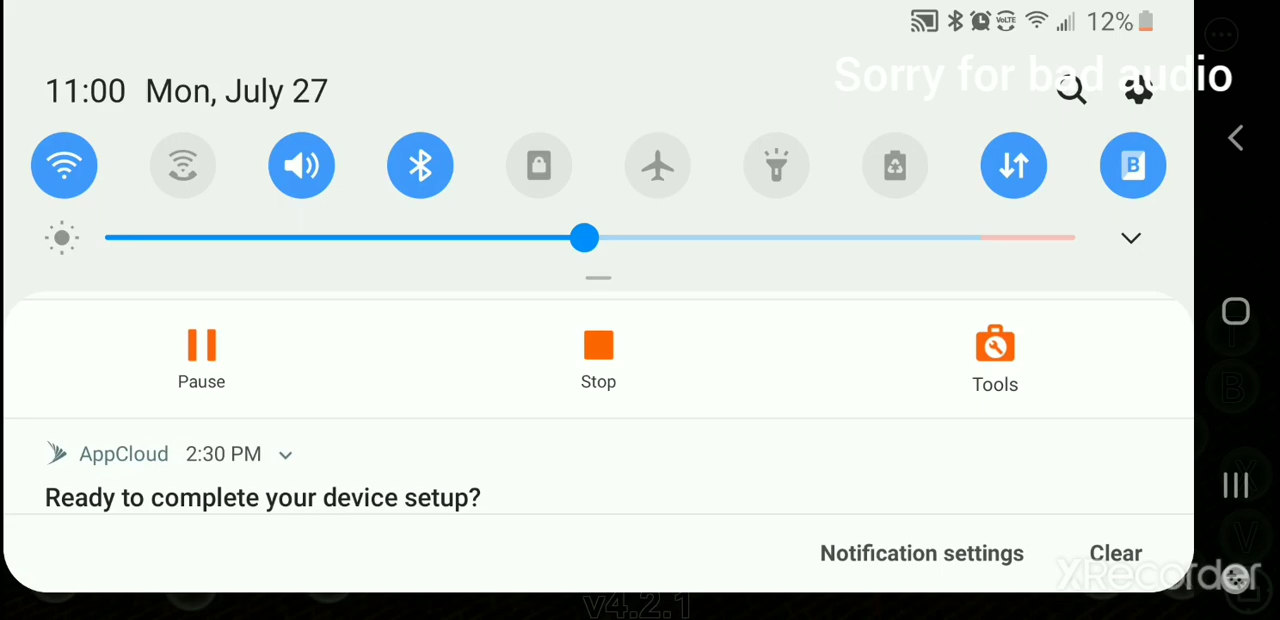 VoLTE 12%
11:00 Mon, July 27
Sorry for bad audio
B
Pause
Stop
Tools
B
AppCloud 2:30 PM
Ready to complete your device setup?
X
V
Notification settings
Clear
XRecorder
v4.2.1